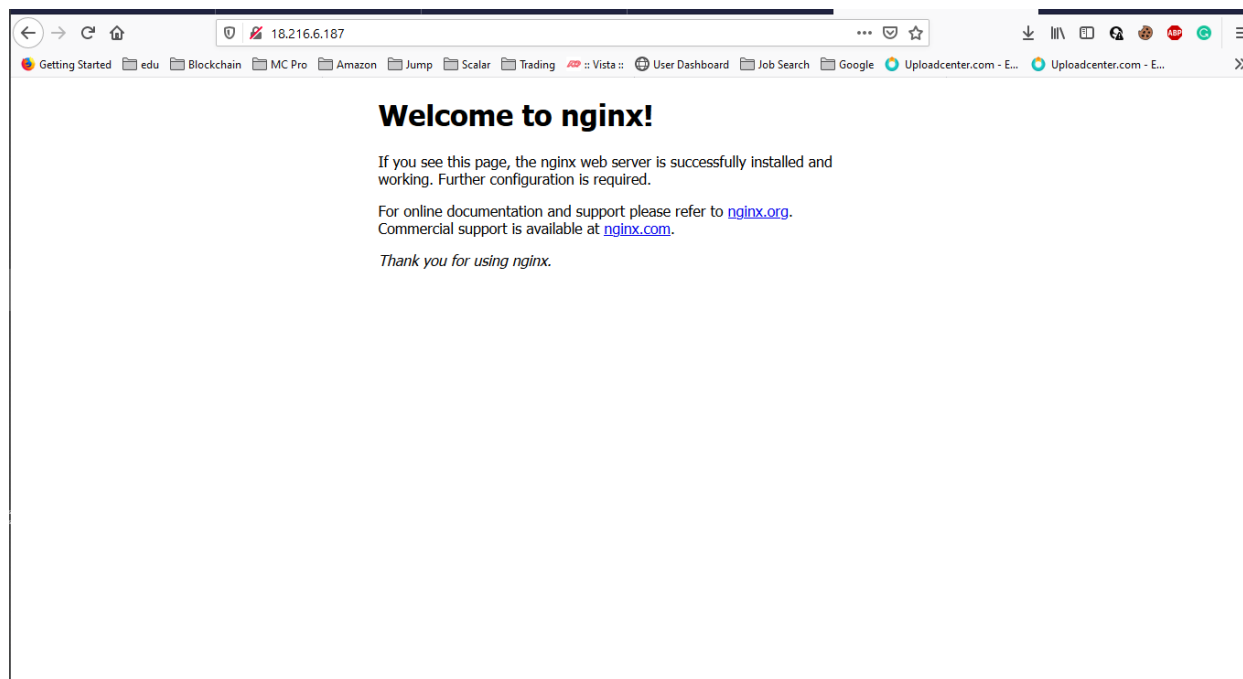 18.216.6.187
Getting Started edu Blockchain MC Pro Amazon Jump Scalar Trading :: Vista :: User Dashboard Job Search Google Uploadcenter.com - E... Uploadcenter.com - E...
Welcome to nginx!
If you see this page, the nginx web server is successfully installed and
working. Further configuration is required.
For online documentation and support please refer to nginx.org.
Commercial support is available at nginx.com.
Thank you for using nginx.